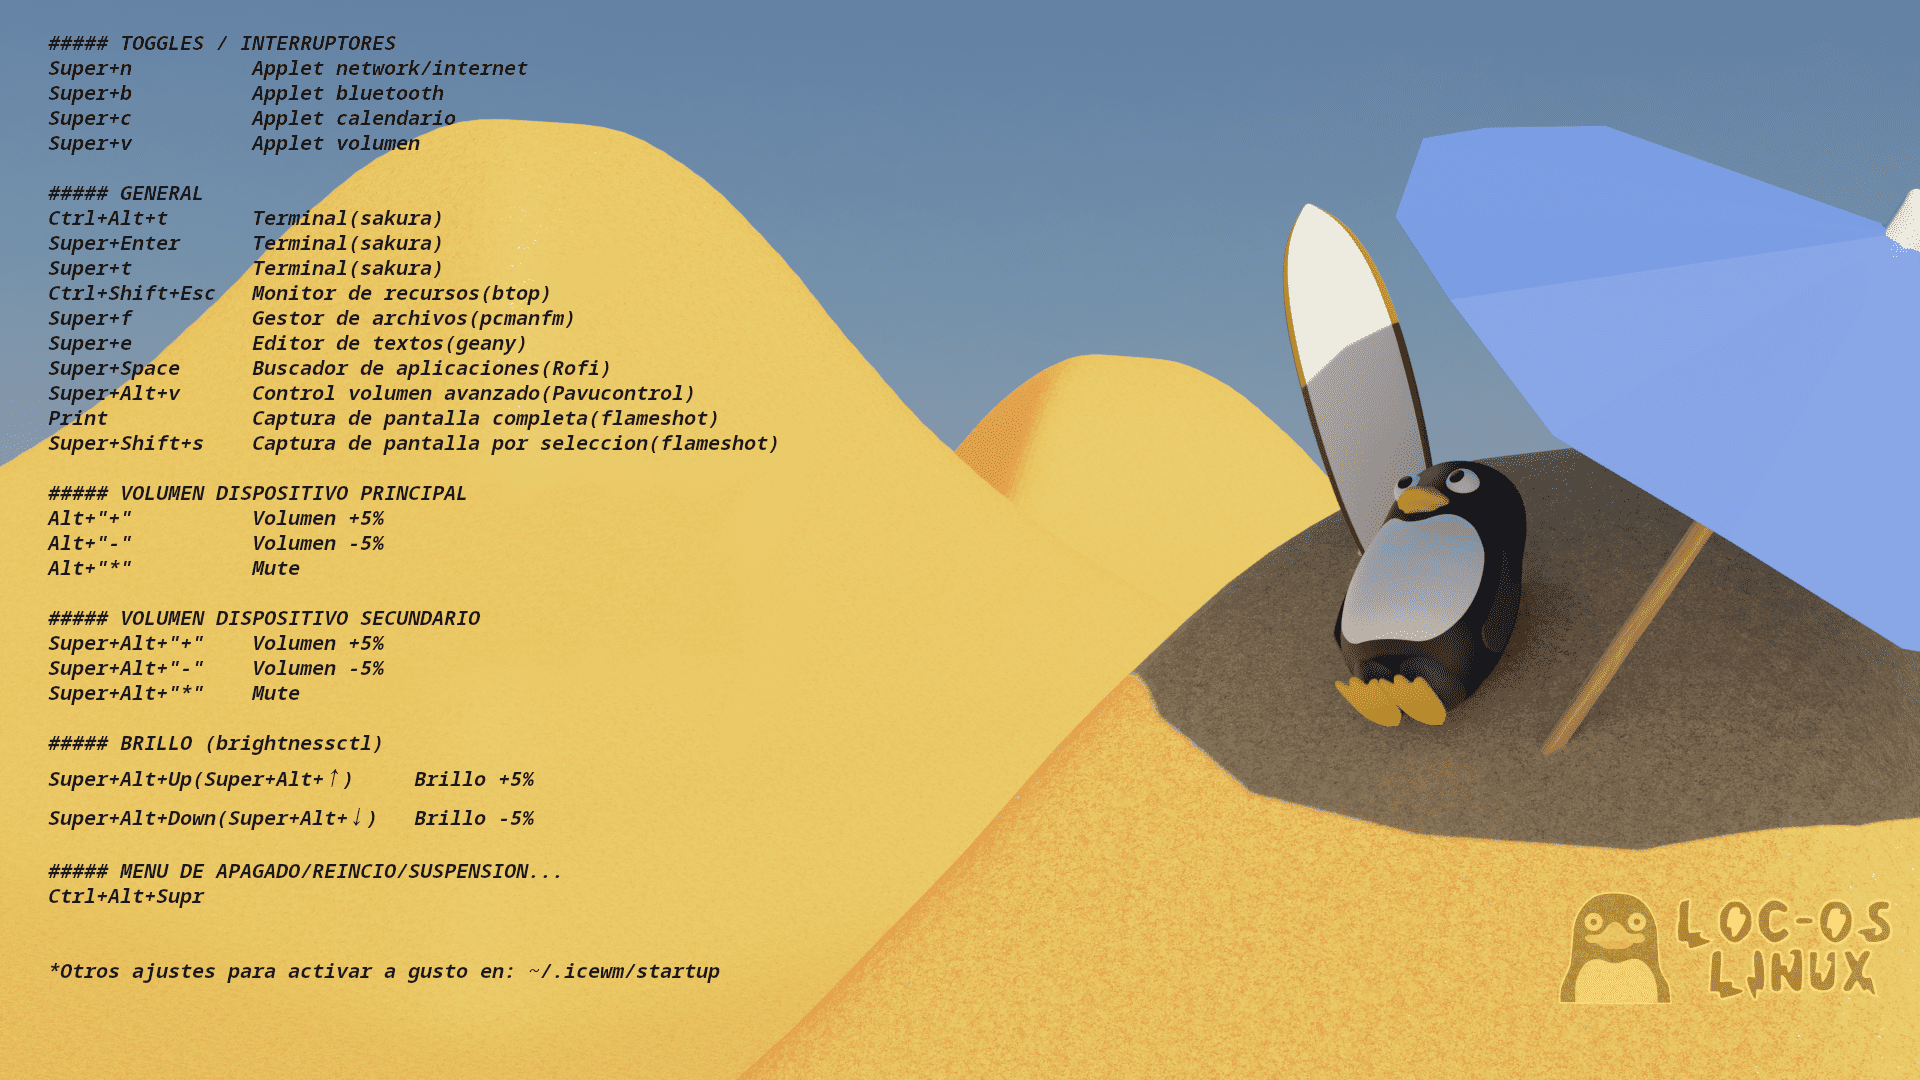 ##### TOGGLES / INTERRUPTORES
Super+n Applet network/internet
Super+b Applet bluetooth
Super+c Applet calendario
Super+v Applet volumen
##### GENERAL
Ctrl+Alt+t Terminal(sakura)
Super+Enter Terminal(sakura)
Super+t Terminal(sakura)
Ctrl+Shift+Esc Monitor de recursos(btop)
Super+f Gestor de archivos(pcmanfm)
Super+e Editor de textos(geany)
Super+Space Buscador de aplicaciones(Rofi)
Super+Alt+v Control volumen avanzado(Pavucontrol)
Print Captura de pantalla completa(flameshot)
Super+Shift+s Captura de pantalla por seleccion(flameshot)
##### VOLUMEN DISPOSITIVO PRINCIPAL
Alt+"+" Volumen +5%
Alt+"-" Volumen -5%
Alt+"*" Mute
##### VOLUMEN DISPOSITIVO SECUNDARIO
Super+Alt+"+" Volumen +5%
Super+Alt+"-" Volumen -5%
Super+Alt+"*" Mute
##### BRILLO (brightnessctl)
Super+Alt+Up(Super+Alt+↑) Brillo +5%
Super+Alt+Down(Super+Alt+↓) Brillo -5%
##### MENU DE APAGADO/REINCIO/SUSPENSION...
Ctrl+Alt+Supr
*Otros ajustes para activar a gusto en: ~/.icewm/startup
LOC-OS
LINUX